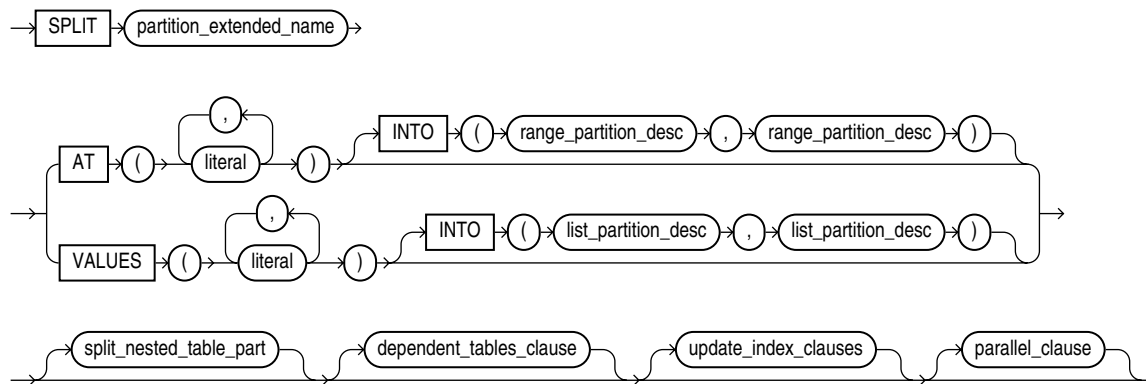 SPLIT partition_extended_name
,
INTO ( range_partition_desc , range_partition_desc )
AT ( literal )
,
INTO ( list_partition_desc , list_partition_desc )
VALUES ( literal )
split_nested_table_part dependent_tables_clause update_index_clauses parallel_clause